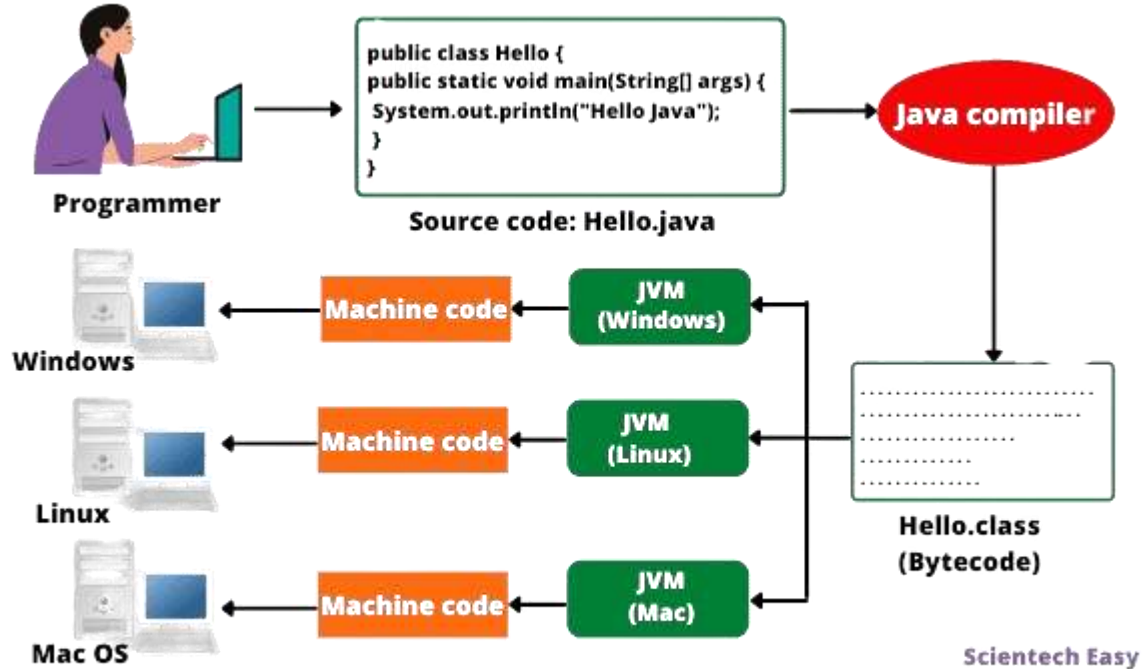 public class Hello {
public static void main(String[] args) {
System.out.println("Hello Java");
}
}
Java compiler
Programmer
Source code: Hello.java
Windows
Machine code
JVM
(Windows)
Linux
Machine code
JVM
(Linux)
Hello.class
(Bytecode)
Mac OS
Machine code
JVM
(Mac)
Scientech Easy